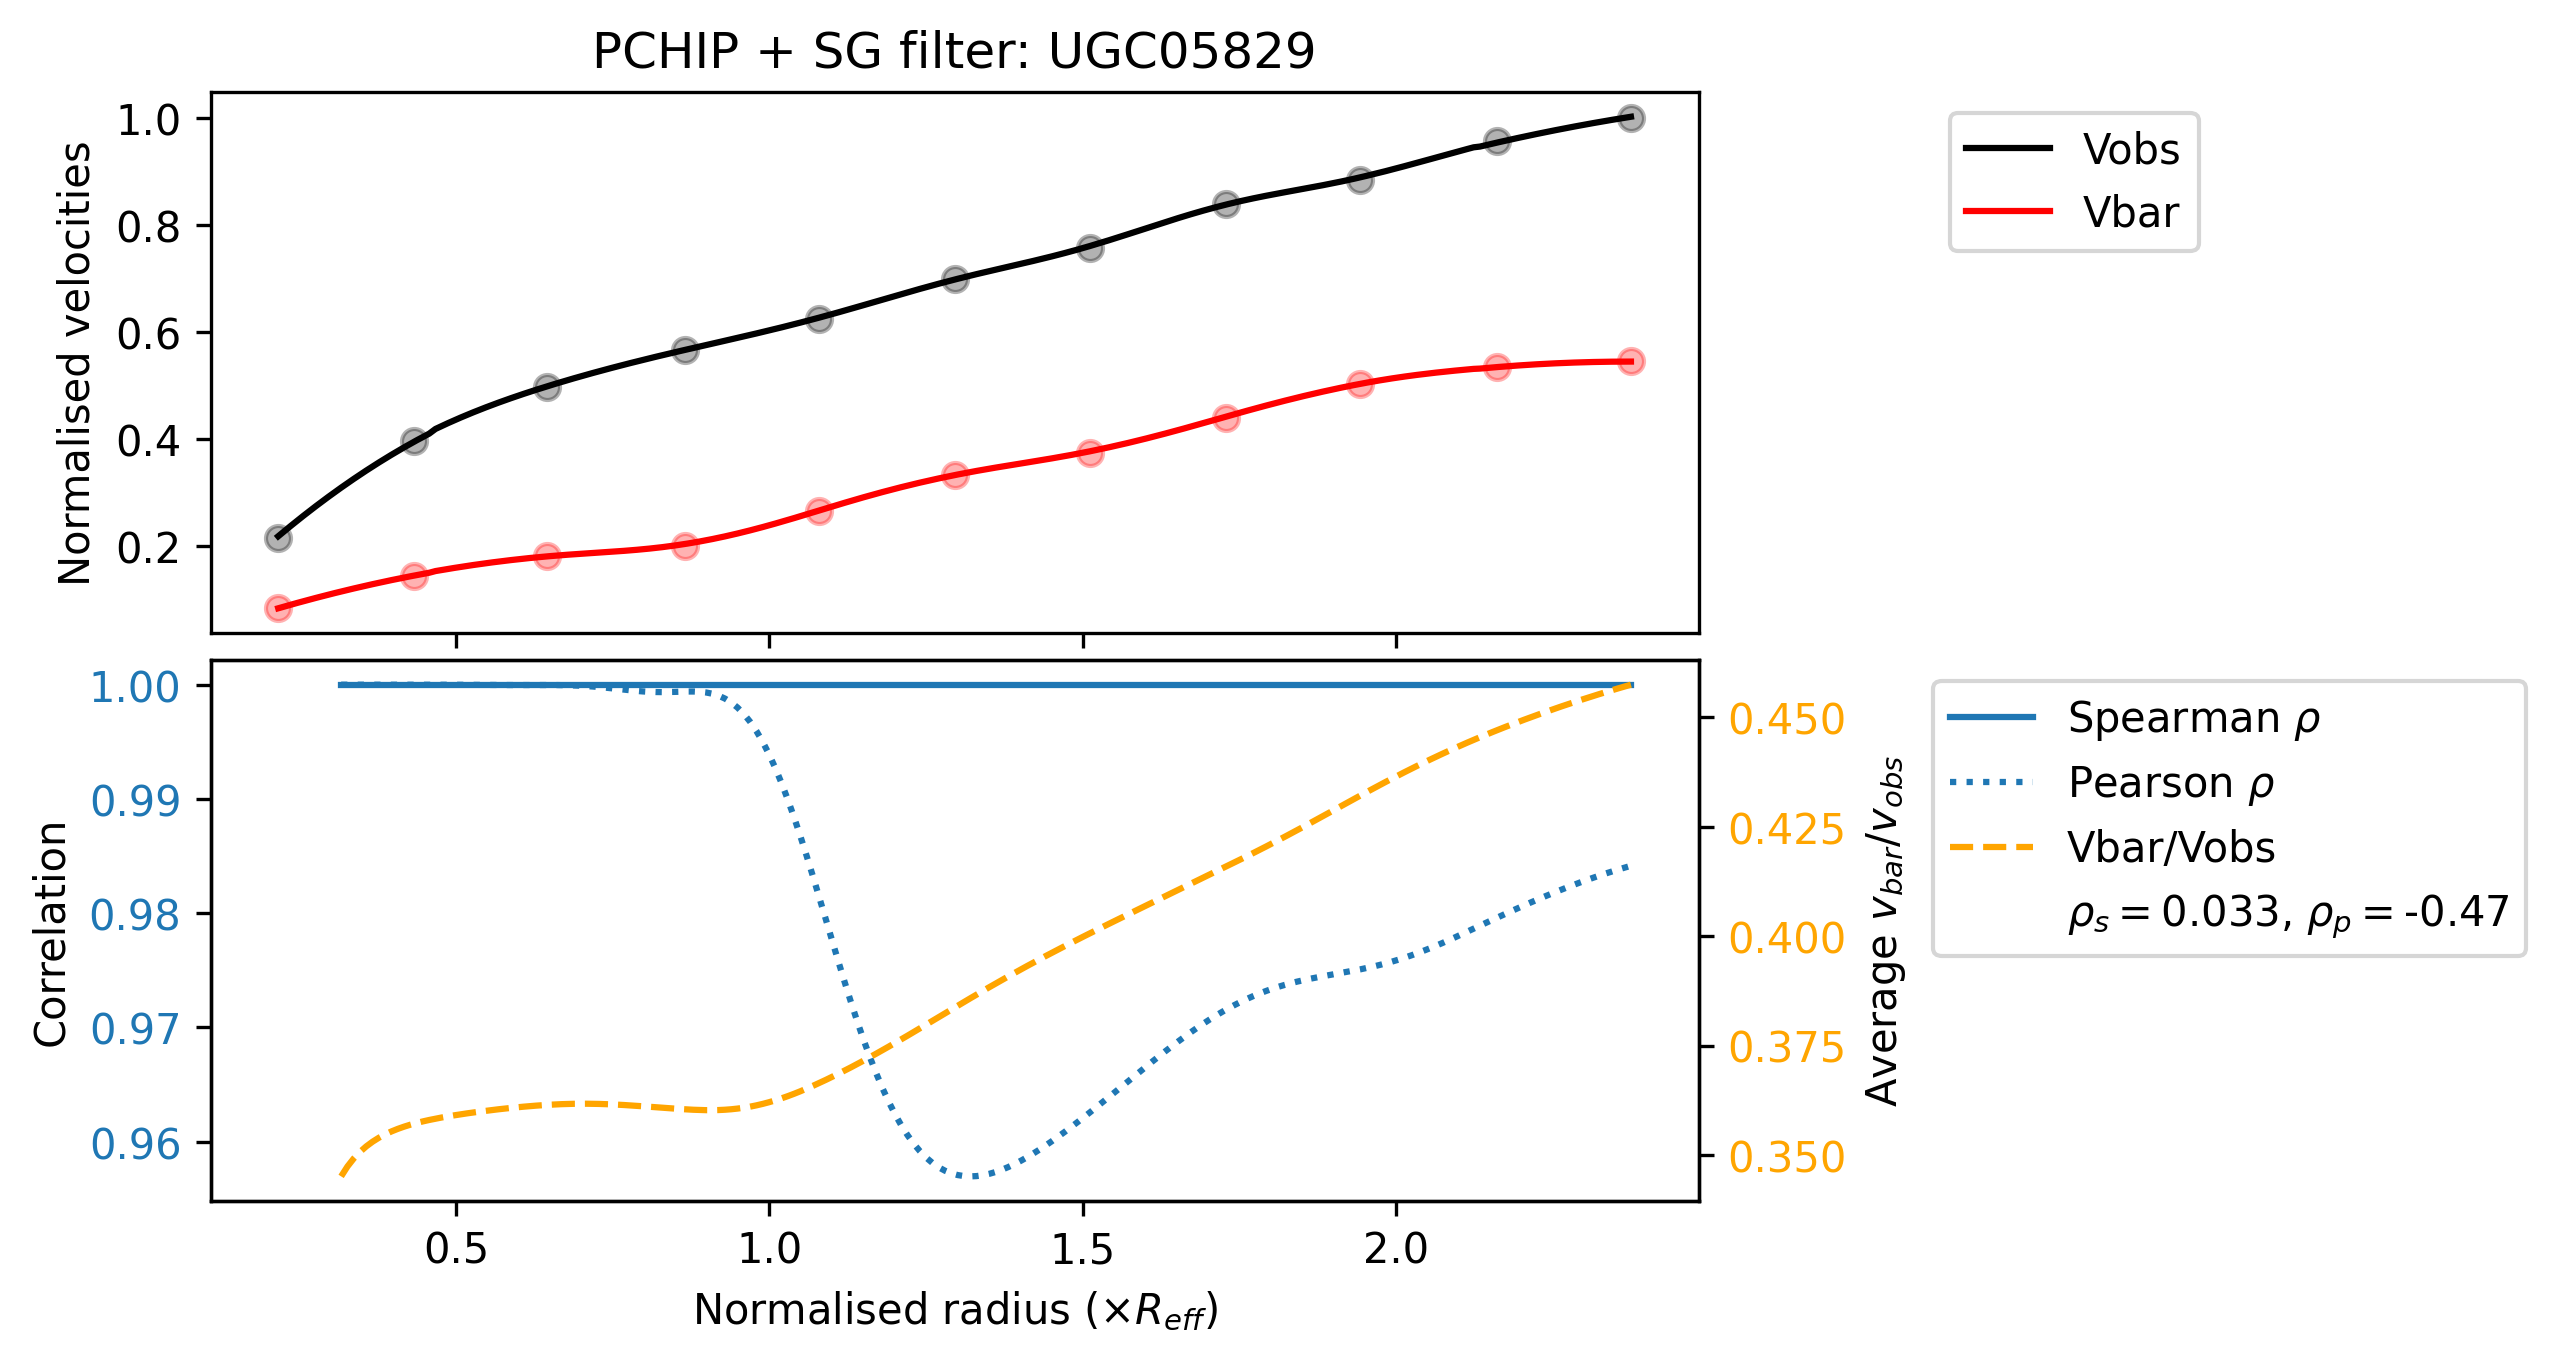 PCHIP + SG filter: UGC05829
Normalised velocities
1.0
0.8
0.6
0.4
0.2
Vobs
Vbar
Correlation
1.00
0.99
0.98
0.97
0.96
0.450
0.425
0.400
0.375
0.350
Average v_bar/v_obs
Spearman ρ
Pearson ρ
Vbar/Vobs
ρ_s = 0.033, ρ_p = -0.47
0.5 1.0 1.5 2.0
Normalised radius (×R_eff)